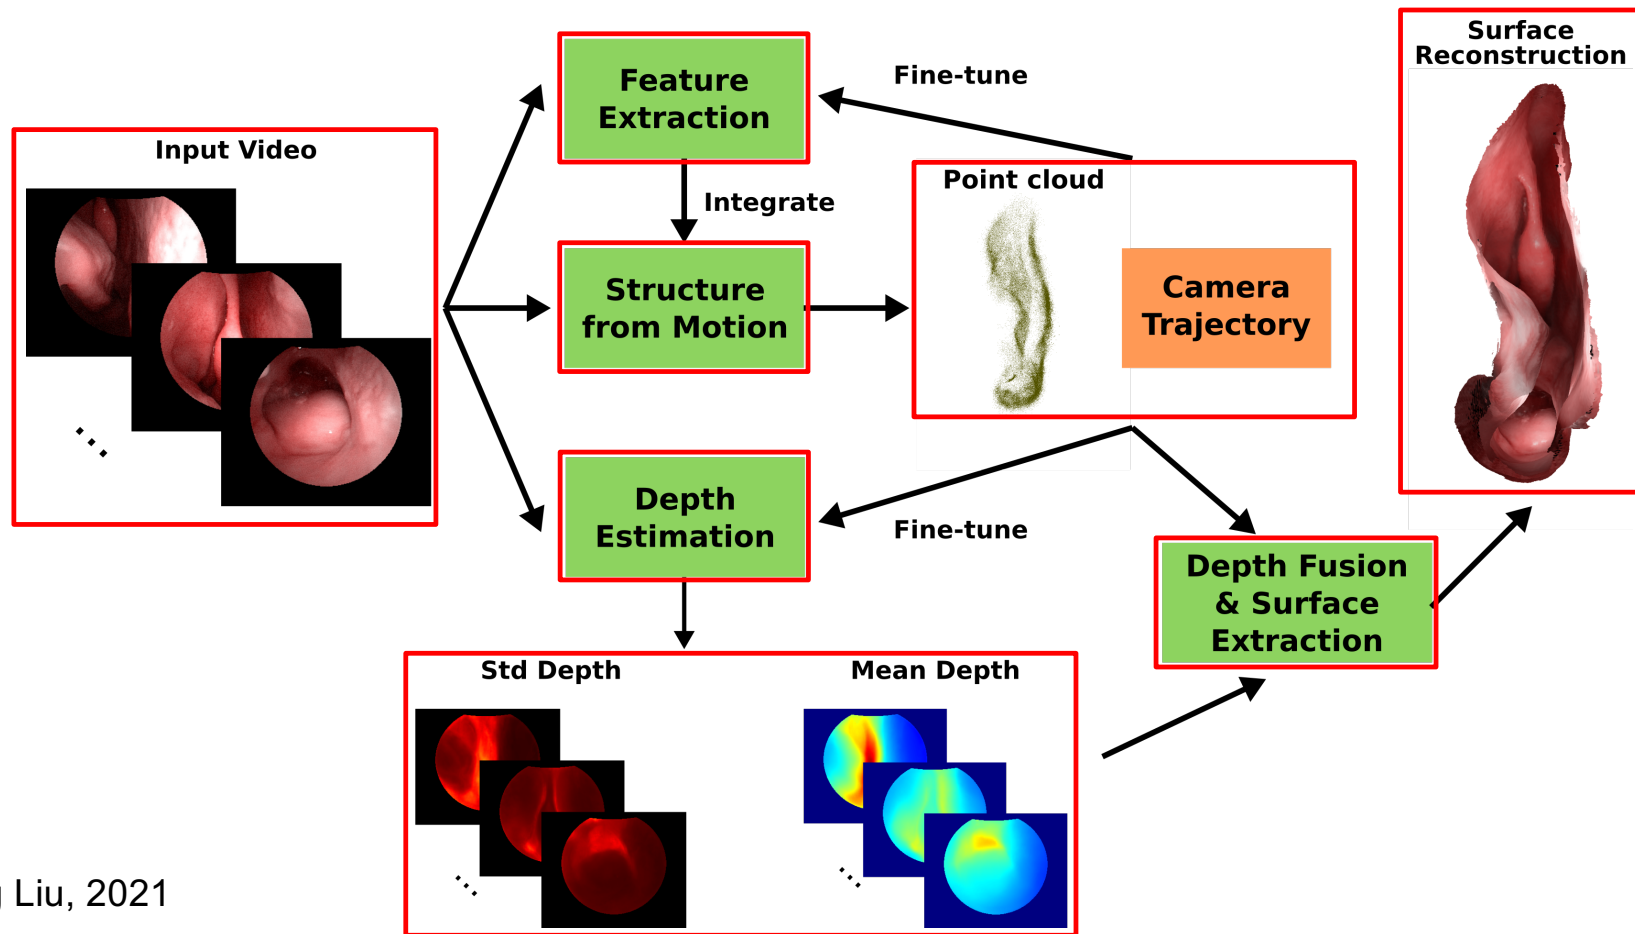 Input Video
Feature
Extraction
Fine-tune
Integrate
Structure
from Motion
Point cloud
Camera
Trajectory
Surface
Reconstruction
Depth
Estimation
Fine-tune
Depth Fusion
& Surface
Extraction
Std Depth
Mean Depth
Liu, 2021